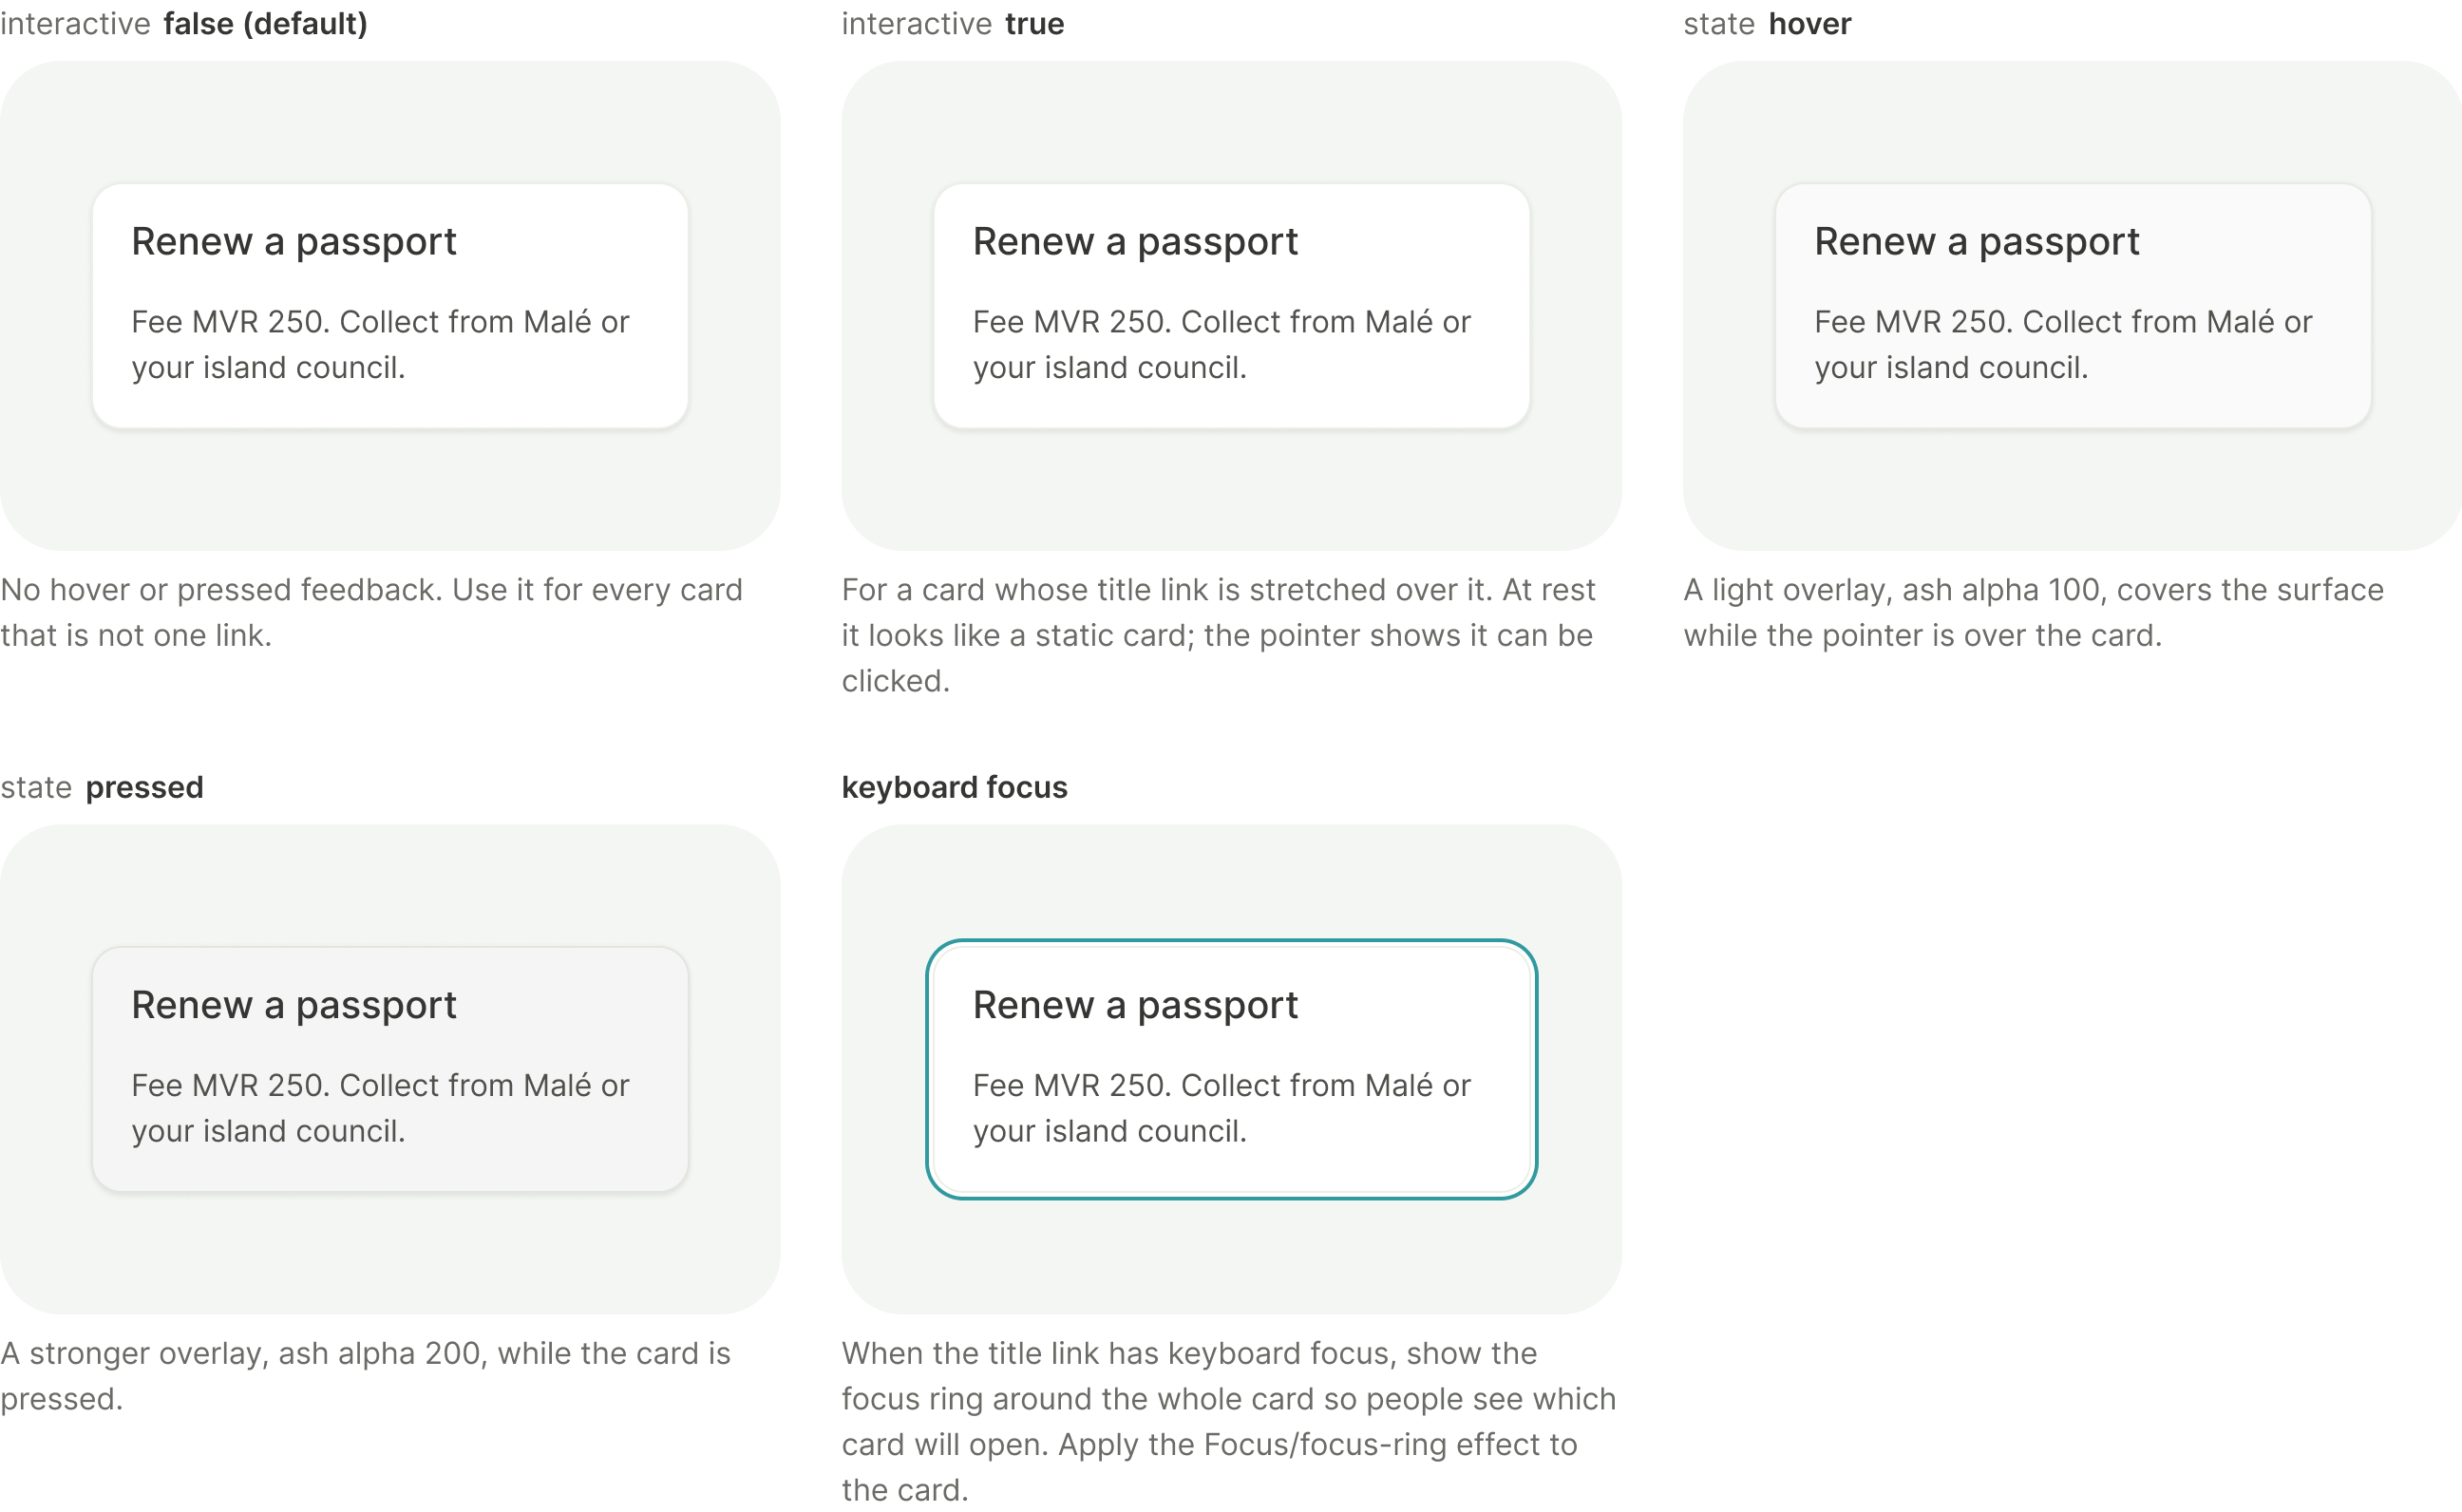 interactive false (default)
Renew a passport
Fee MVR 250. Collect from Malé or
your island council.
No hover or pressed feedback. Use it for every card
that is not one link.
interactive true
Renew a passport
Fee MVR 250. Collect from Malé or
your island council.
For a card whose title link is stretched over it. At rest
it looks like a static card; the pointer shows it can be
clicked.
state hover
Renew a passport
Fee MVR 250. Collect from Malé or
your island council.
A light overlay, ash alpha 100, covers the surface
while the pointer is over the card.
state pressed
Renew a passport
Fee MVR 250. Collect from Malé or
your island council.
A stronger overlay, ash alpha 200, while the card is
pressed.
keyboard focus
Renew a passport
Fee MVR 250. Collect from Malé or
your island council.
When the title link has keyboard focus, show the
focus ring around the whole card so people see which
card will open. Apply the Focus/focus-ring effect to
the card.